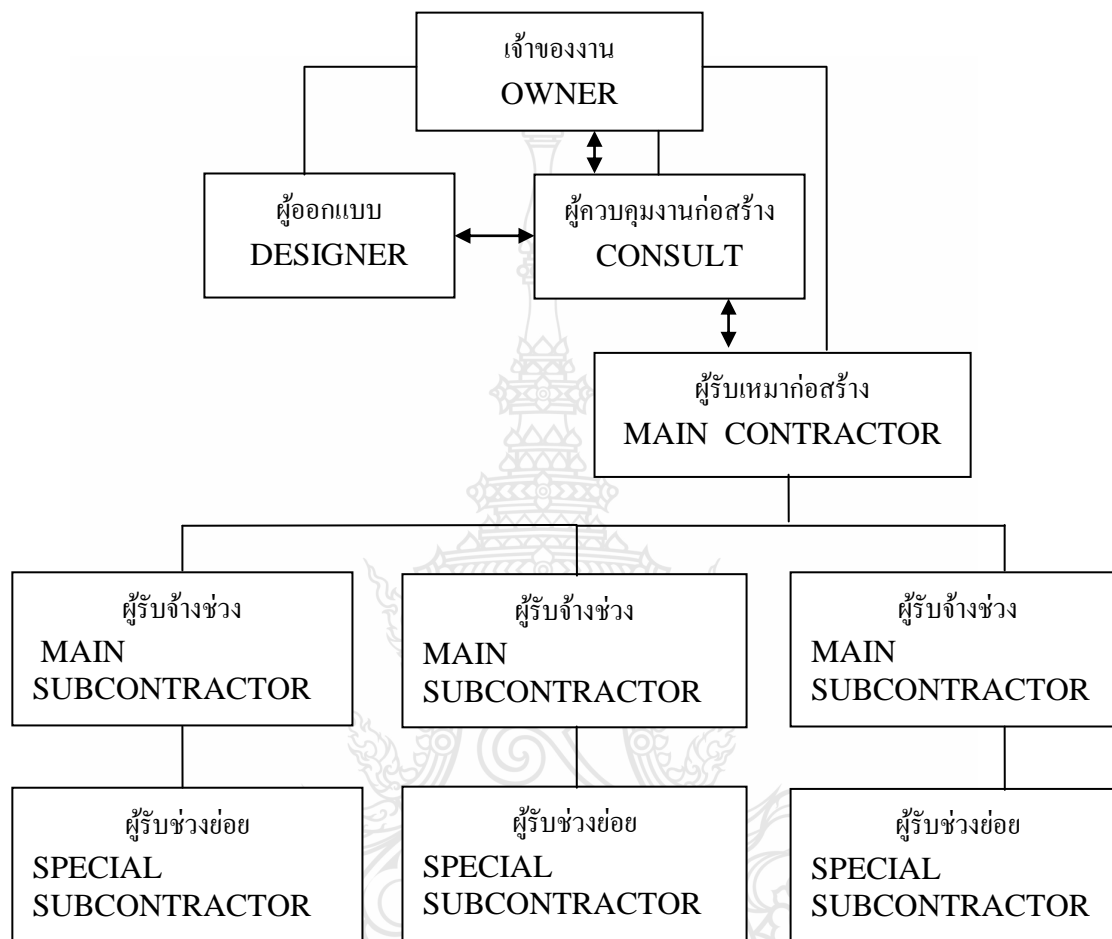 เจ้าของงาน
OWNER
ผู้ออกแบบ
DESIGNER
ผู้ควบคุมงานก่อสร้าง
CONSULT
ผู้รับเหมาก่อสร้าง
MAIN CONTRACTOR
ผู้รับจ้างช่วง
MAIN
SUBCONTRACTOR
ผู้รับจ้างช่วง
MAIN
SUBCONTRACTOR
ผู้รับจ้างช่วง
MAIN
SUBCONTRACTOR
ผู้รับช่วงย่อย
SPECIAL
SUBCONTRACTOR
ผู้รับช่วงย่อย
SPECIAL
SUBCONTRACTOR
ผู้รับช่วงย่อย
SPECIAL
SUBCONTRACTOR